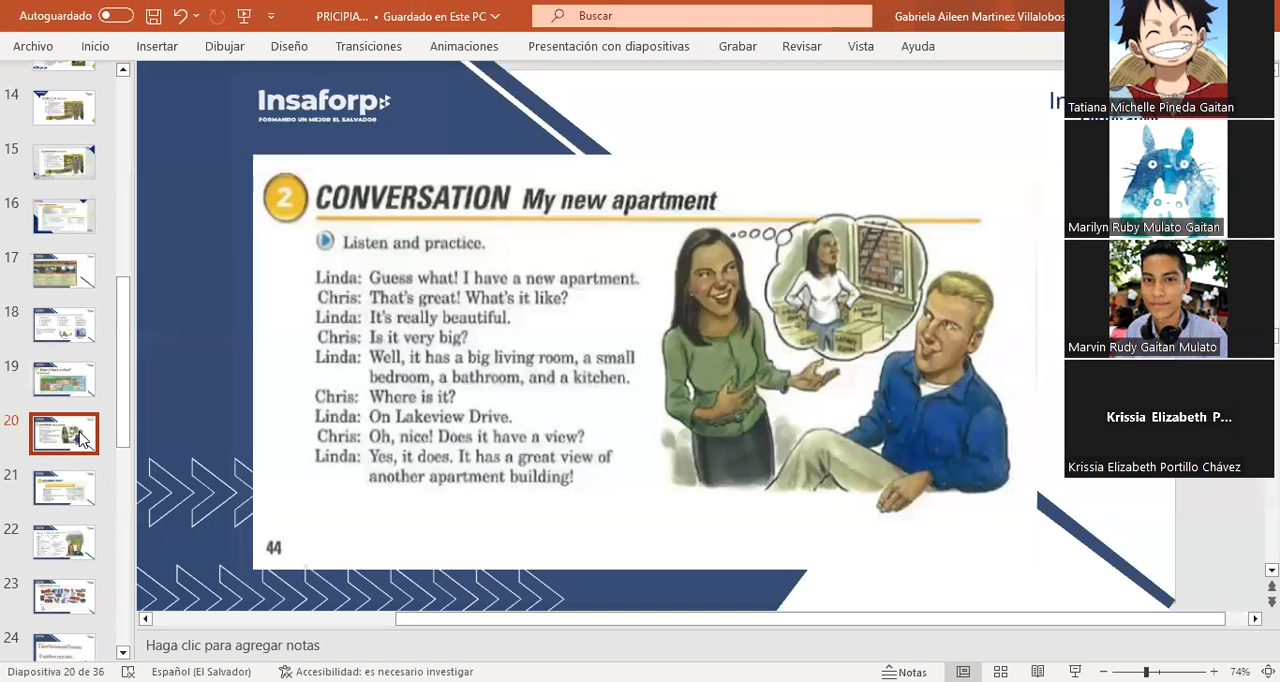 Autoguardado
PRICIPIA... • Guardado en Este PC
Buscar
Gabriela Aileen Martinez Villalobos
Archivo Inicio Insertar Dibujar Diseño Transiciones Animaciones Presentación con diapositivas Grabar Revisar Vista Ayuda
14
15
16
17
18
19
20
21
22
23
24
Insaforp
FORMANDO UN MEJOR EL SALVADOR
2 CONVERSATION My new apartment
Listen and practice.
Linda: Guess what! I have a new apartment.
Chris: That's great! What's it like?
Linda: It's really beautiful.
Chris: Is it very big?
Linda: Well, it has a big living room, a small
bedroom, a bathroom, and a kitchen.
Chris: Where is it?
Linda: On Lakeview Drive.
Chris: Oh, nice! Does it have a view?
Linda: Yes, it does. It has a great view of
another apartment building!
44
Tatiana Michelle Pineda Gaitan
Marilyn Ruby Mulato Gaitan
Marvin Rudy Gaitan Mulato
Krissia Elizabeth P...
Krissia Elizabeth Portillo Chávez
Haga clic para agregar notas
Diapositiva 20 de 36 Español (El Salvador) Accesibilidad: es necesario investigar Notas 74%